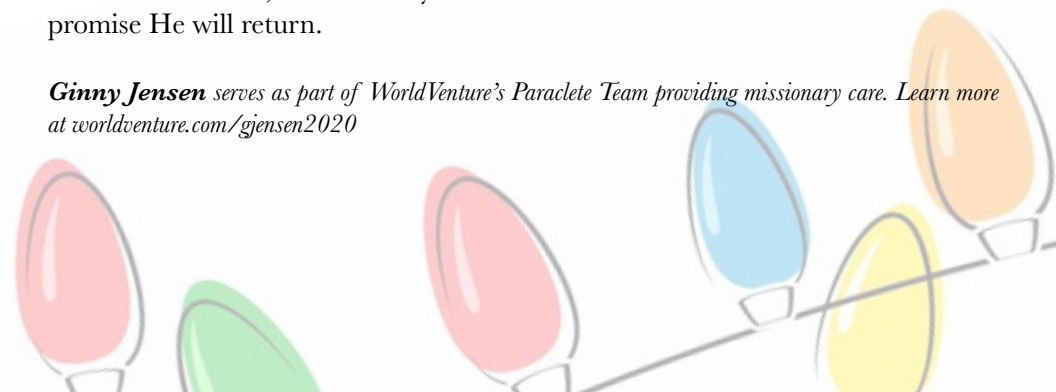 promise He will return.
Ginny Jensen serves as part of WorldVenture's Paraclete Team providing missionary care. Learn more
at worldventure.com/gjensen2020